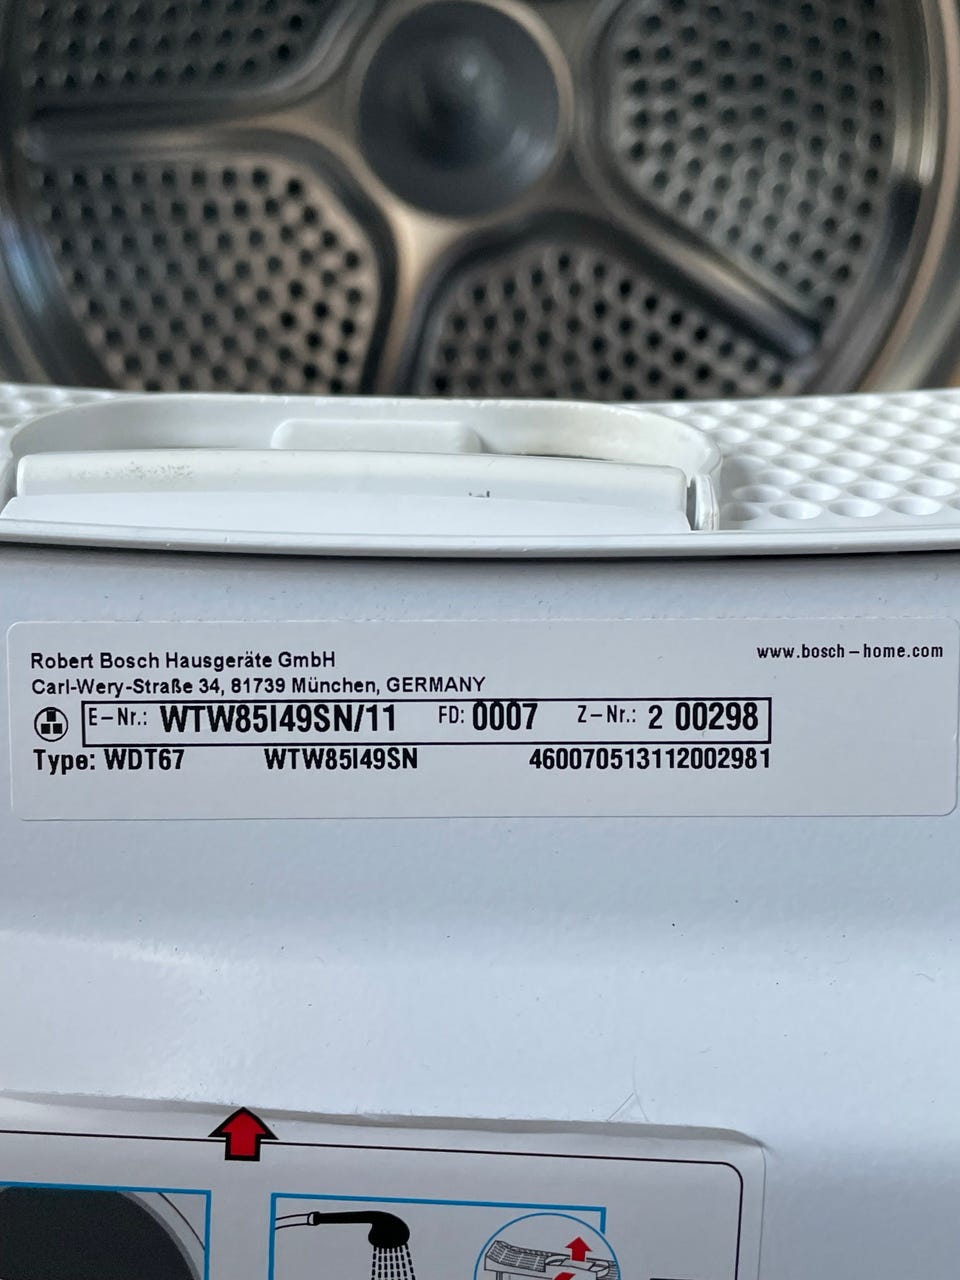 Robert Bosch Hausgeräte GmbH
www.bosch-home.com
Carl-Wery-Straße 34, 81739 München, GERMANY
E-Nr.: WTW85I49SN/11 FD: 0007 Z-Nr.: 2 00298
Type: WDT67 WTW85I49SN 460070513112002981